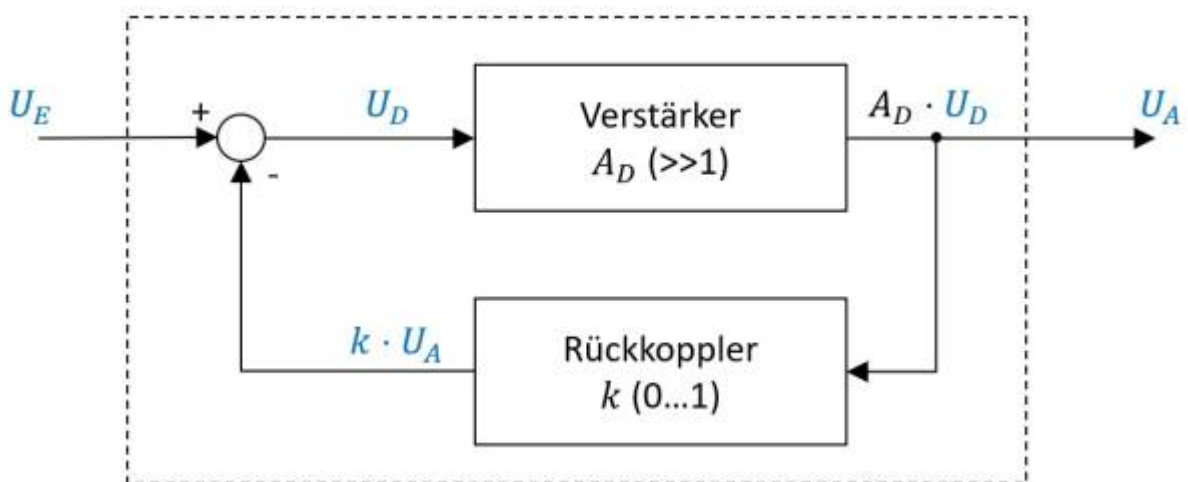 U_E
+
-
U_D
Verstärker
A_D (>>1)
A_D · U_D
U_A
k · U_A
Rückkoppler
k (0...1)